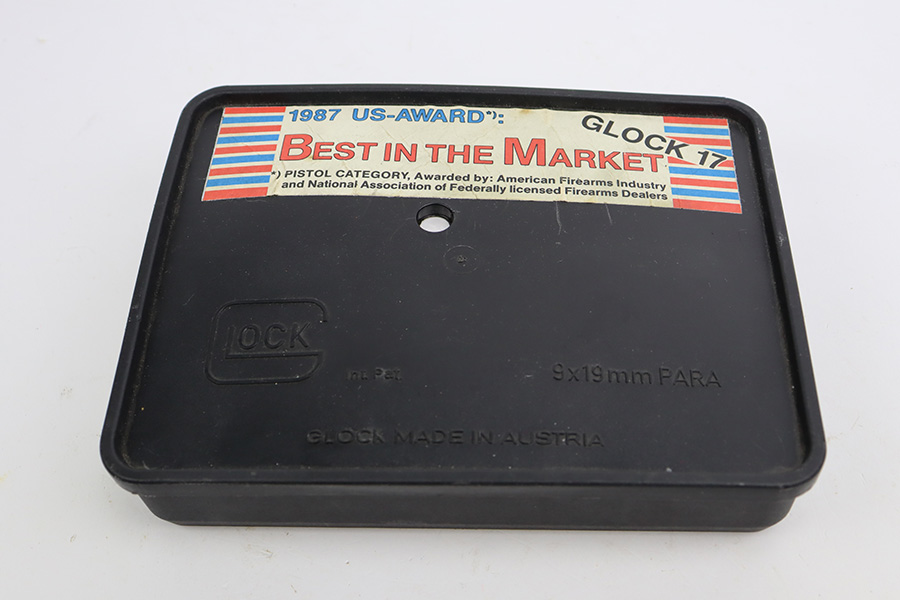 1987 US-AWARD*):
GLOCK 17
BEST IN THE MARKET
*) PISTOL CATEGORY, Awarded by: American Firearms Industry
and National Association of Federally licensed Firearms Dealers
GLOCK
Int. Pat.
9x19mm PARA
GLOCK MADE IN AUSTRIA